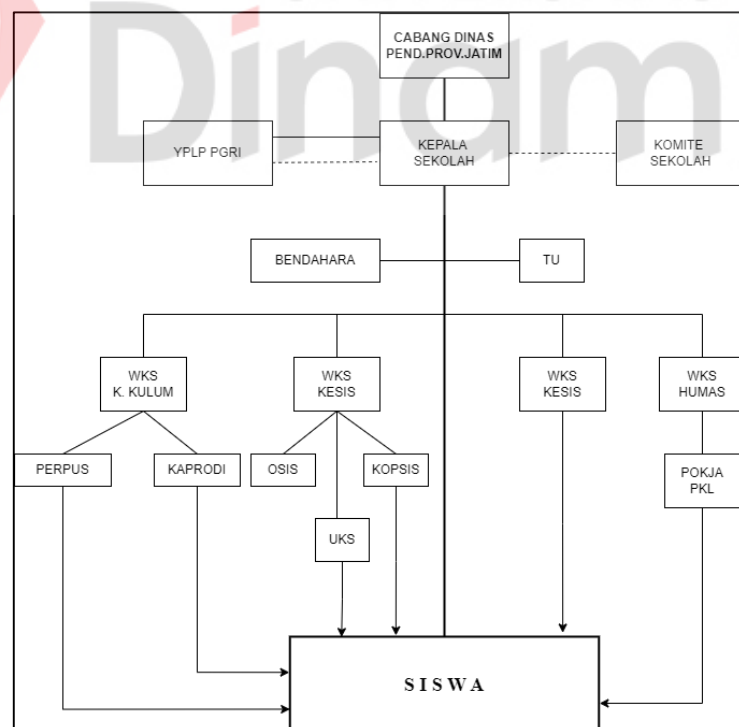 CABANG DINAS
PEND.PROV.JATIM
YPLP PGRI
KEPALA
SEKOLAH
KOMITE
SEKOLAH
BENDAHARA
TU
WKS
K. KULUM
WKS
KESIS
WKS
KESIS
WKS
HUMAS
PERPUS
KAPRODI
OSIS
KOPSIS
POKJA
PKL
UKS
S I S W A
Dinam